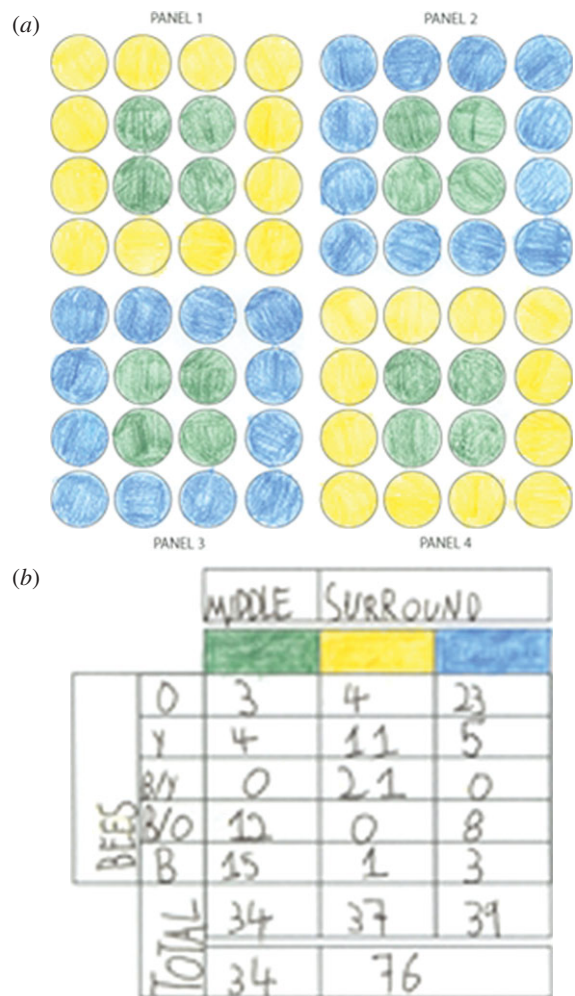 (a)
PANEL 1 PANEL 2
PANEL 3 PANEL 4
(b)
MIDDLE SURROUND
BEES
O 3 4 23
Y 4 11 5
B/Y 0 21 0
B/O 12 0 8
B 15 1 3
TOTAL 34 37 39
34 76